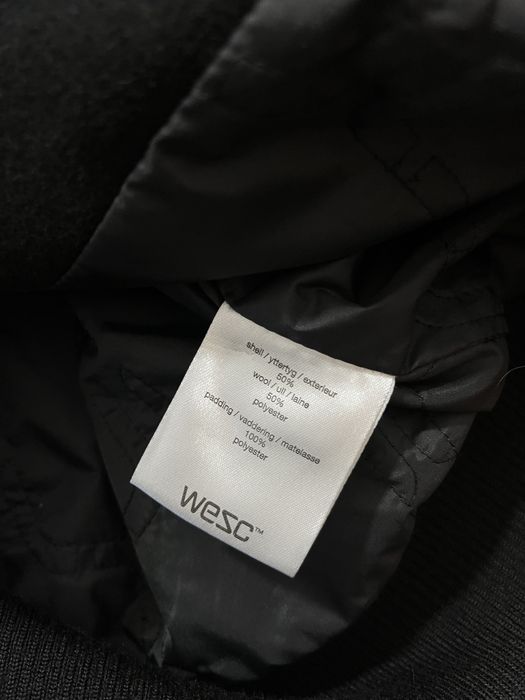 shell / yttertyg / exterieur
50%
wool / ull / laine
50%
polyester
padding / vaddering / matelasse
100%
polyester
wesc™